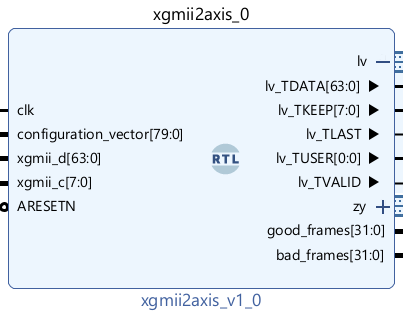 xgmii2axis_0
lv
lv_TDATA[63:0]
clk
lv_TKEEP[7:0]
configuration_vector[79:0]
lv_TLAST
xgmii_d[63:0]
RTL
lv_TUSER[0:0]
xgmii_c[7:0]
lv_TVALID
ARESETN
zy
good_frames[31:0]
bad_frames[31:0]
xgmii2axis_v1_0